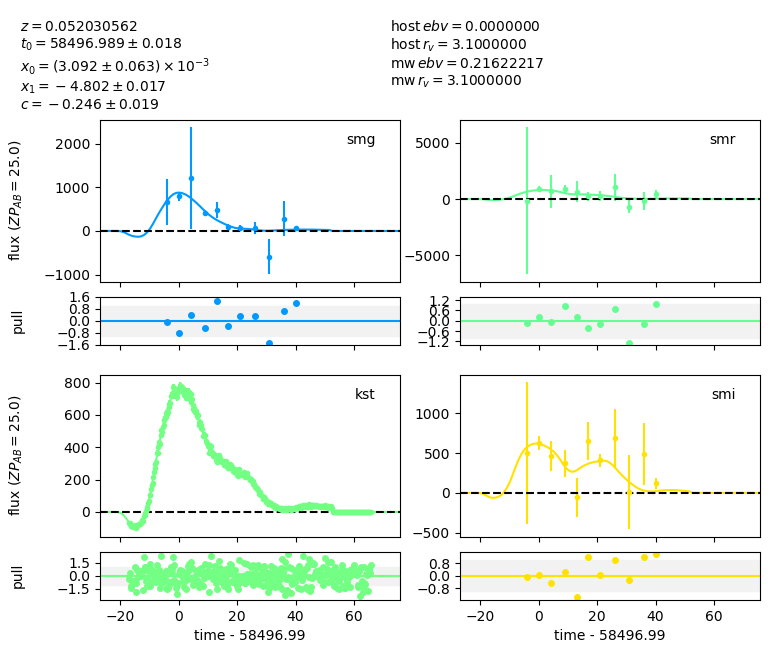 z = 0.052030562
t₀ = 58496.989 ± 0.018
x₀ = (3.092 ± 0.063) × 10⁻³
x₁ = −4.802 ± 0.017
c = −0.246 ± 0.019
host ebv = 0.0000000
host r_v = 3.1000000
mw ebv = 0.21622217
mw r_v = 3.1000000
smg
2000
1000
0
−1000
flux (ZP_AB = 25.0)
smr
5000
0
−5000
1.6
0.8
0.0
−0.8
−1.6
pull
1.2
0.6
0.0
−0.6
−1.2
kst
800
600
400
200
0
flux (ZP_AB = 25.0)
smi
1000
500
0
−500
1.5
0.0
−1.5
pull
−20 0 20 40 60
time - 58496.99
0.8
0.0
−0.8
−20 0 20 40 60
time - 58496.99